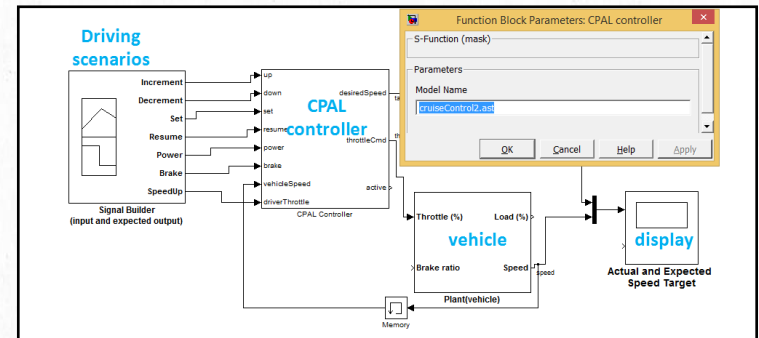 Driving
scenarios
Increment
Decrement
Set
Resume
Power
Brake
SpeedUp
Signal Builder
(input and expected output)
up
down
set
resume
power
brake
vehicleSpeed
driverThrottle
desiredSpeed
throttleCmd
active
CPAL
controller
CPAL Controller
Function Block Parameters: CPAL controller
S-Function (mask)
Parameters
Model Name
cruiseControl2.ast
OK Cancel Help Apply
Throttle (%)
Load (%)
vehicle
Brake ratio
Speed
speed
Plant(vehicle)
display
Actual and Expected
Speed Target
Memory